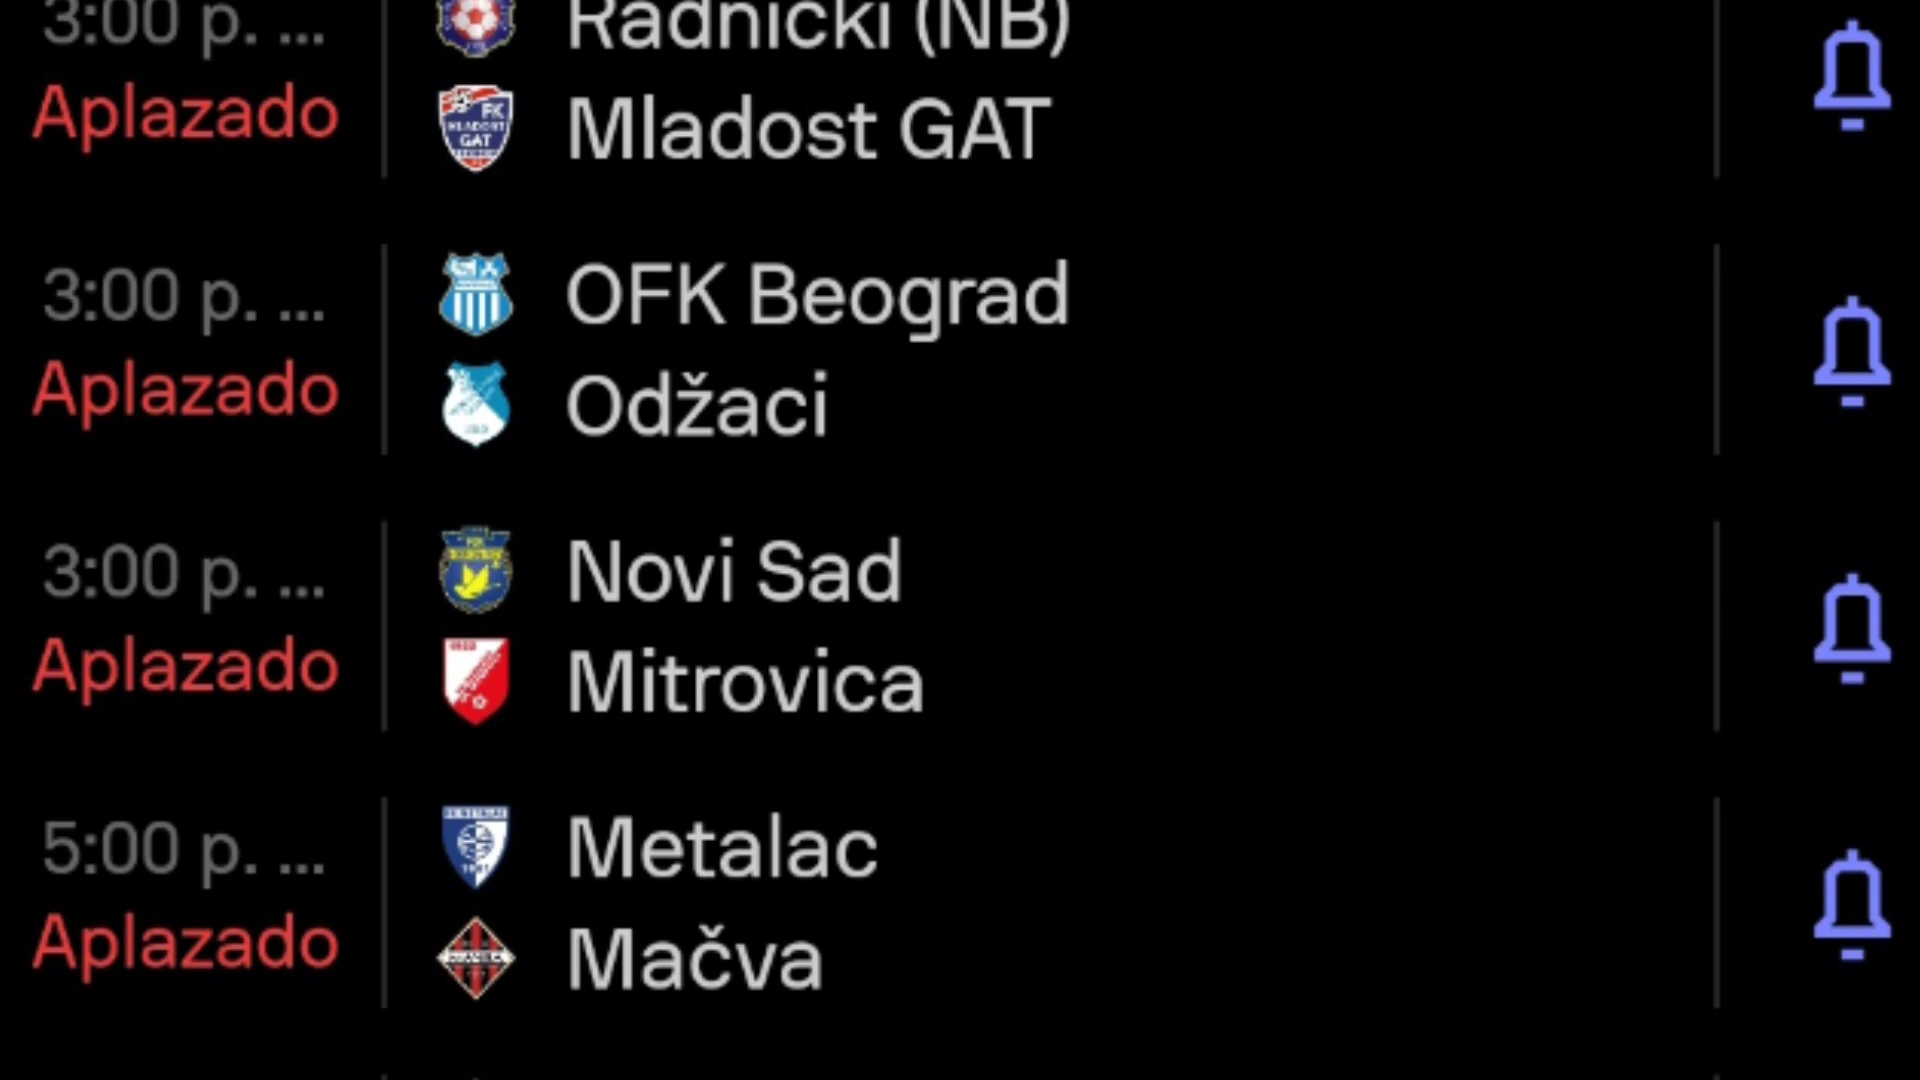 3:00 p. ...
Radnički (NB)
Aplazado
Mladost GAT
3:00 p. ...
OFK Beograd
Aplazado
Odžaci
3:00 p. ...
Novi Sad
Aplazado
Mitrovica
5:00 p. ...
Metalac
Aplazado
Mačva